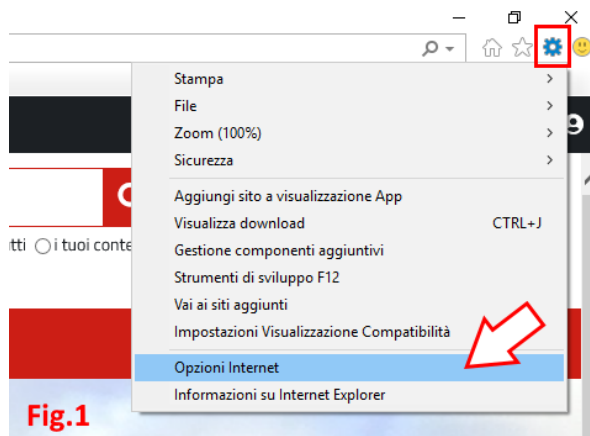 Stampa
File
Zoom (100%)
Sicurezza
Aggiungi sito a visualizzazione App
Visualizza download CTRL+J
itti i tuoi conte
Gestione componenti aggiuntivi
Strumenti di sviluppo F12
Vai ai siti aggiunti
Impostazioni Visualizzazione Compatibilità
Opzioni Internet
Informazioni su Internet Explorer
Fig.1